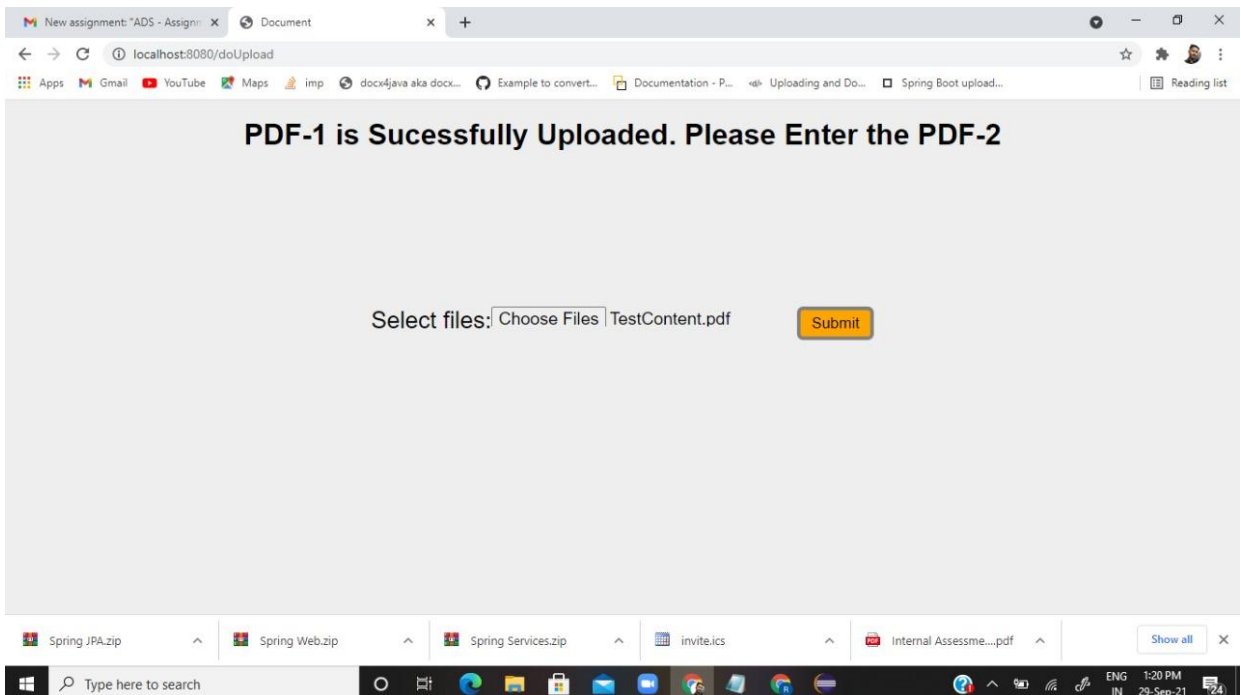 New assignment: "ADS - Assignm
Document
localhost:8080/doUpload
Apps
Gmail
YouTube
Maps
imp
docx4java aka docx...
Example to convert...
Documentation - P...
Uploading and Do...
Spring Boot upload...
Reading list
PDF-1 is Sucessfully Uploaded. Please Enter the PDF-2
Select files: Choose Files TestContent.pdf
Submit
Spring JPA.zip
Spring Web.zip
Spring Services.zip
invite.ics
Internal Assessme....pdf
Show all
Type here to search
ENG
IN
1:20 PM
29-Sep-21
24